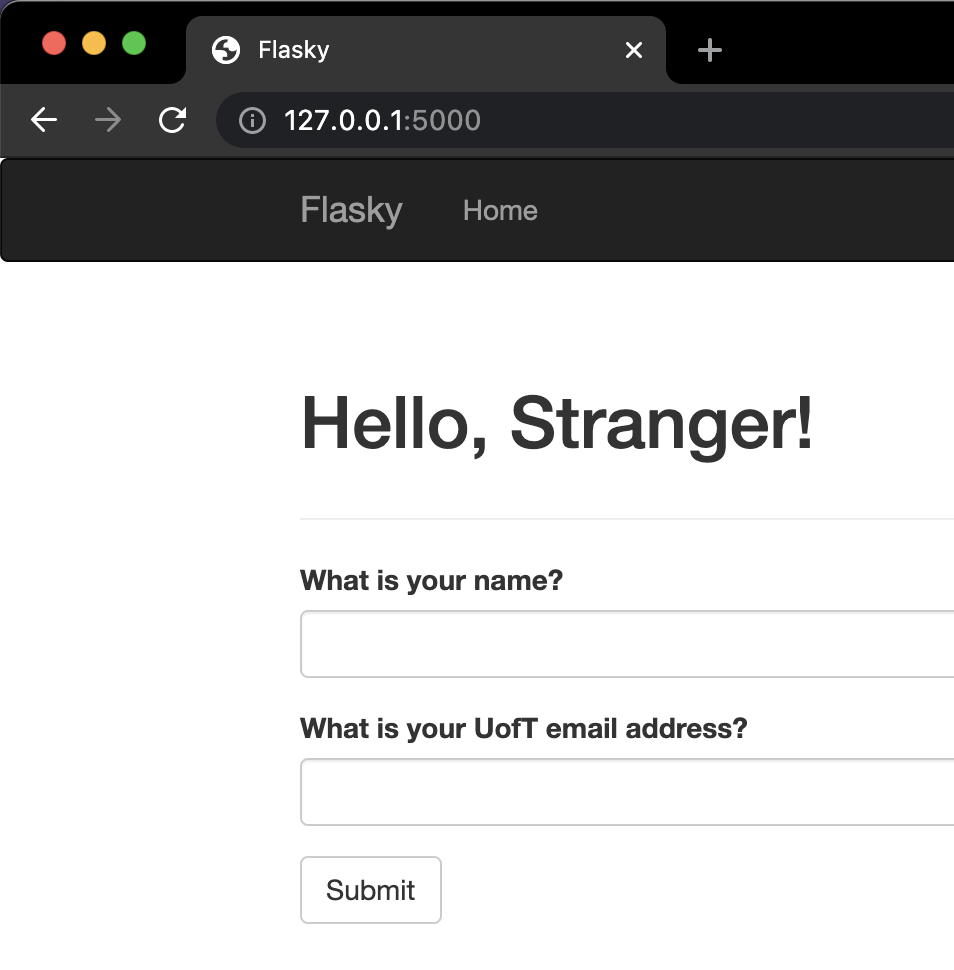 Flasky
127.0.0.1:5000
Flasky Home
Hello, Stranger!
What is your name?
What is your UofT email address?
Submit